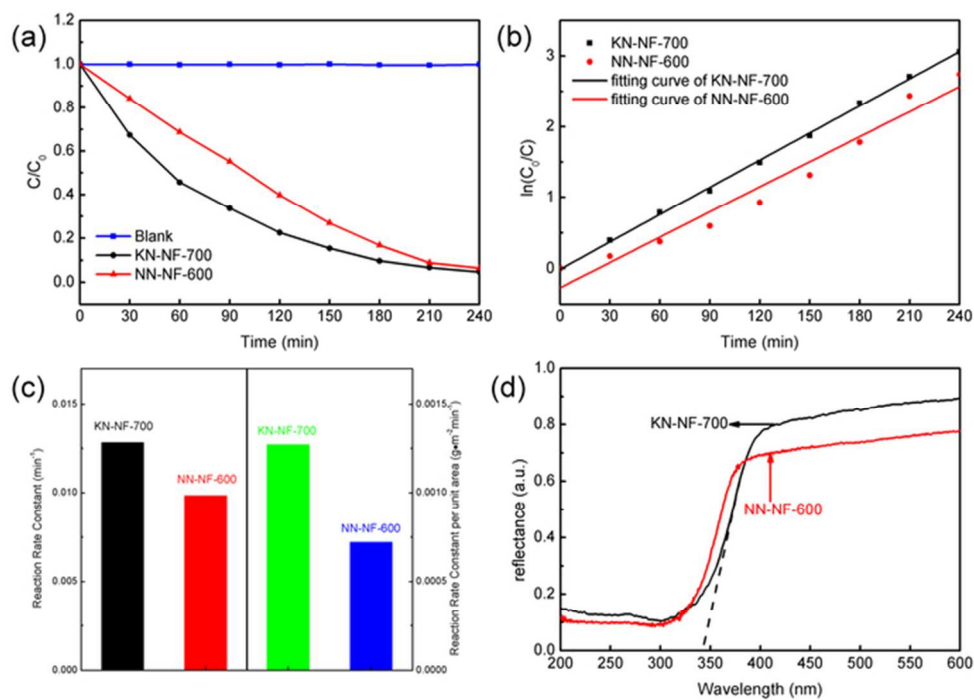 (a)
1.2
1.0
0.8
0.6
0.4
0.2
0.0
C/C0
Blank
KN-NF-700
NN-NF-600
0 30 60 90 120 150 180 210 240
Time (min)
(b)
3
2
1
0
ln(C0/C)
KN-NF-700
NN-NF-600
fitting curve of KN-NF-700
fitting curve of NN-NF-600
0 30 60 90 120 150 180 210 240
Time (min)
(c)
0.015
0.010
0.005
0.000
Reaction Rate Constant (min-1)
KN-NF-700
NN-NF-600
KN-NF-700
NN-NF-600
0.0015
0.0010
0.0005
0.0000
Reaction Rate Constant per unit area (g•m-2min-1)
(d)
1.0
0.8
0.6
0.4
0.2
0.0
reflectance (a.u.)
KN-NF-700
NN-NF-600
200 250 300 350 400 450 500 550 600
Wavelength (nm)